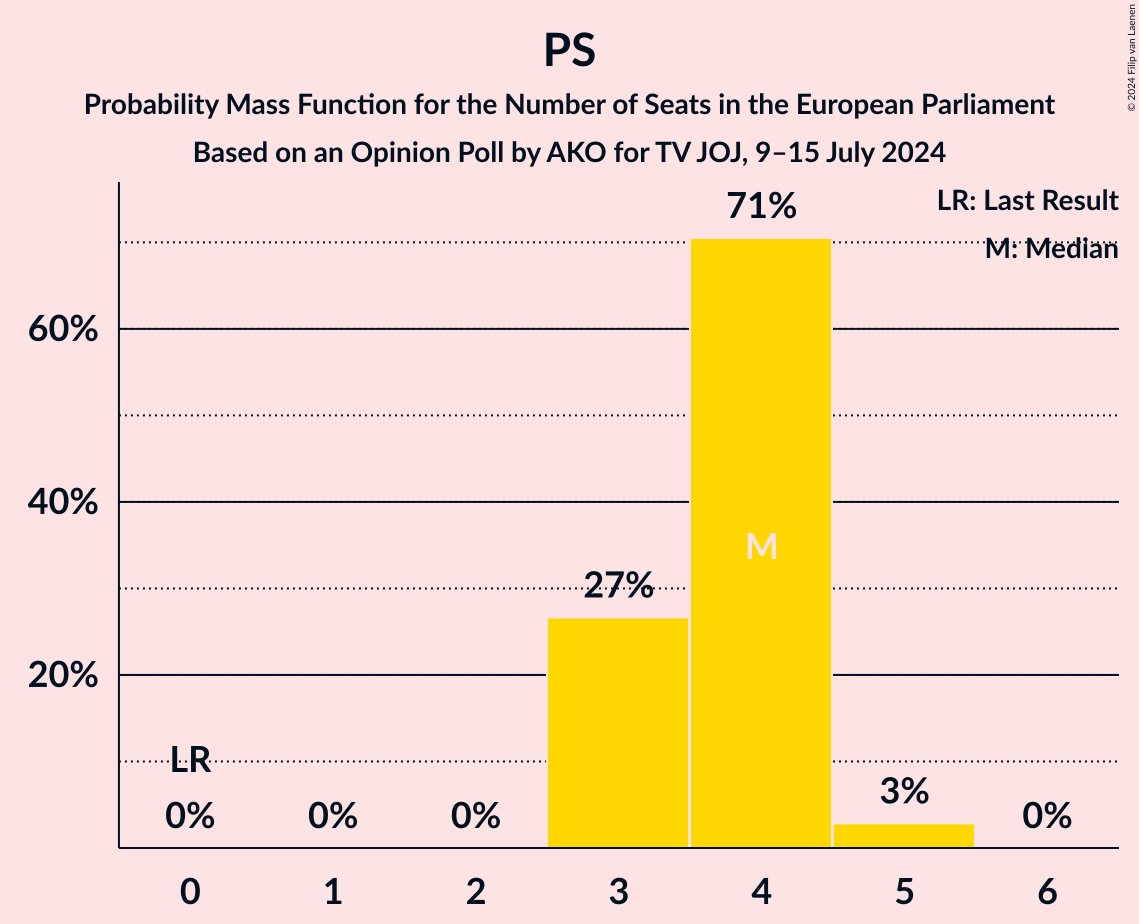 PS
Probability Mass Function for the Number of Seats in the European Parliament
Based on an Opinion Poll by AKO for TV JOJ, 9–15 July 2024
© 2024 Filip van Laenen
LR: Last Result
M: Median
71%
60%
40%
M
27%
20%
LR
3%
0% 0% 0% 0%
0 1 2 3 4 5 6